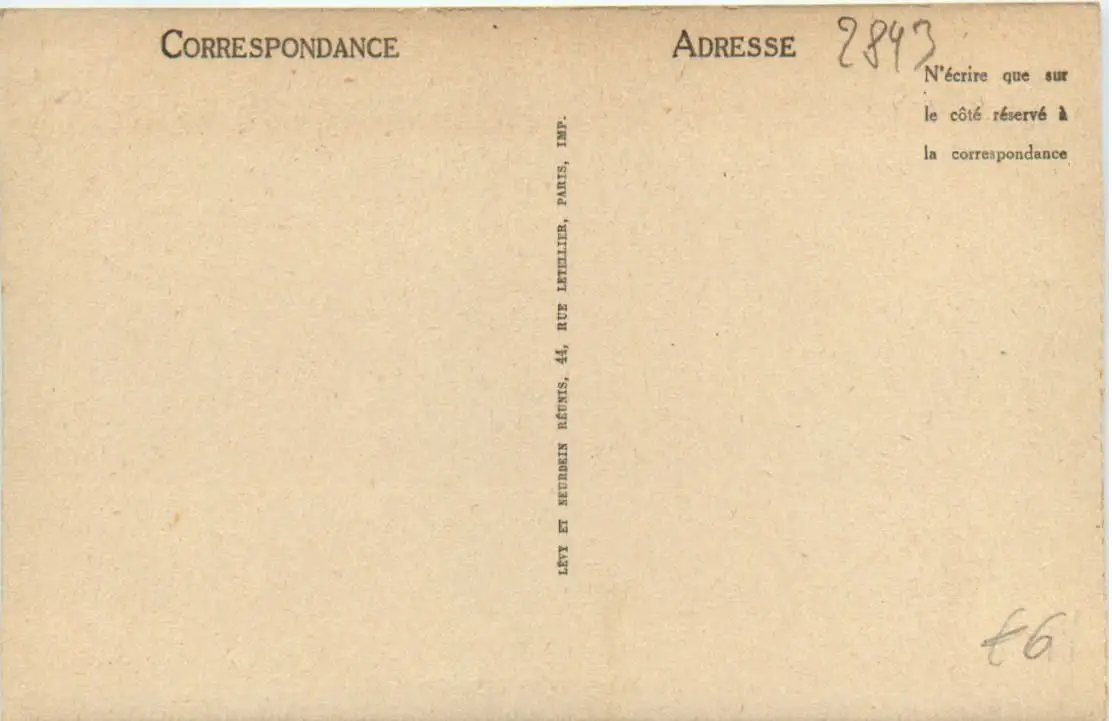 CORRESPONDANCE
ADRESSE
2843
N'écrire que sur
le côté réservé à
la correspondance
LÉVY ET NEURDEIN RÉUNIS, 44, RUE LETELLIER, PARIS, IMP.
€6